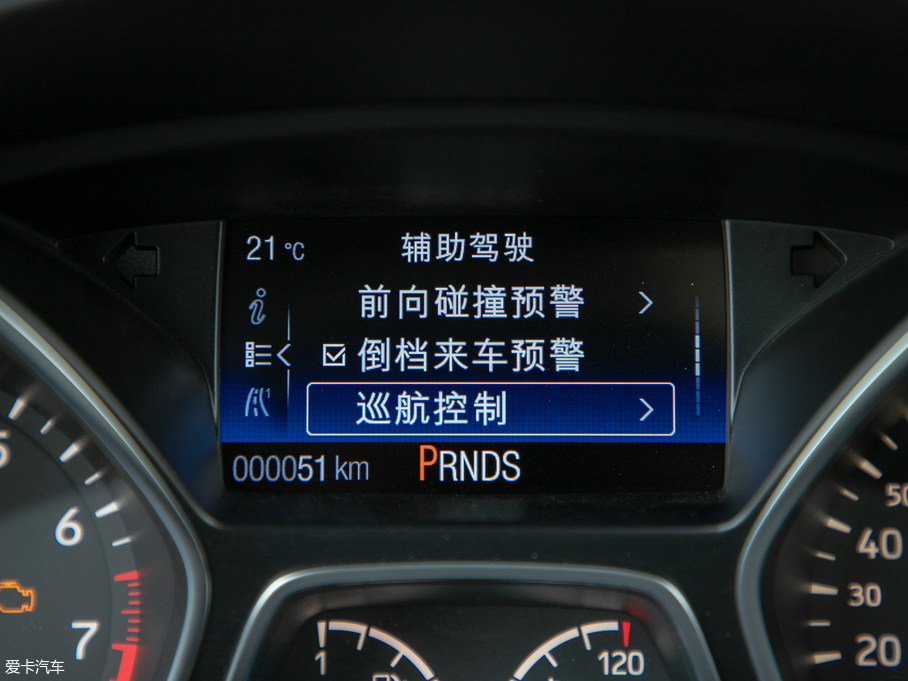 21℃ 辅助驾驶
前向碰撞预警
倒档来车预警
巡航控制
000051 km PRNDS
6
7
50
40
30
20
1
120
爱卡汽车